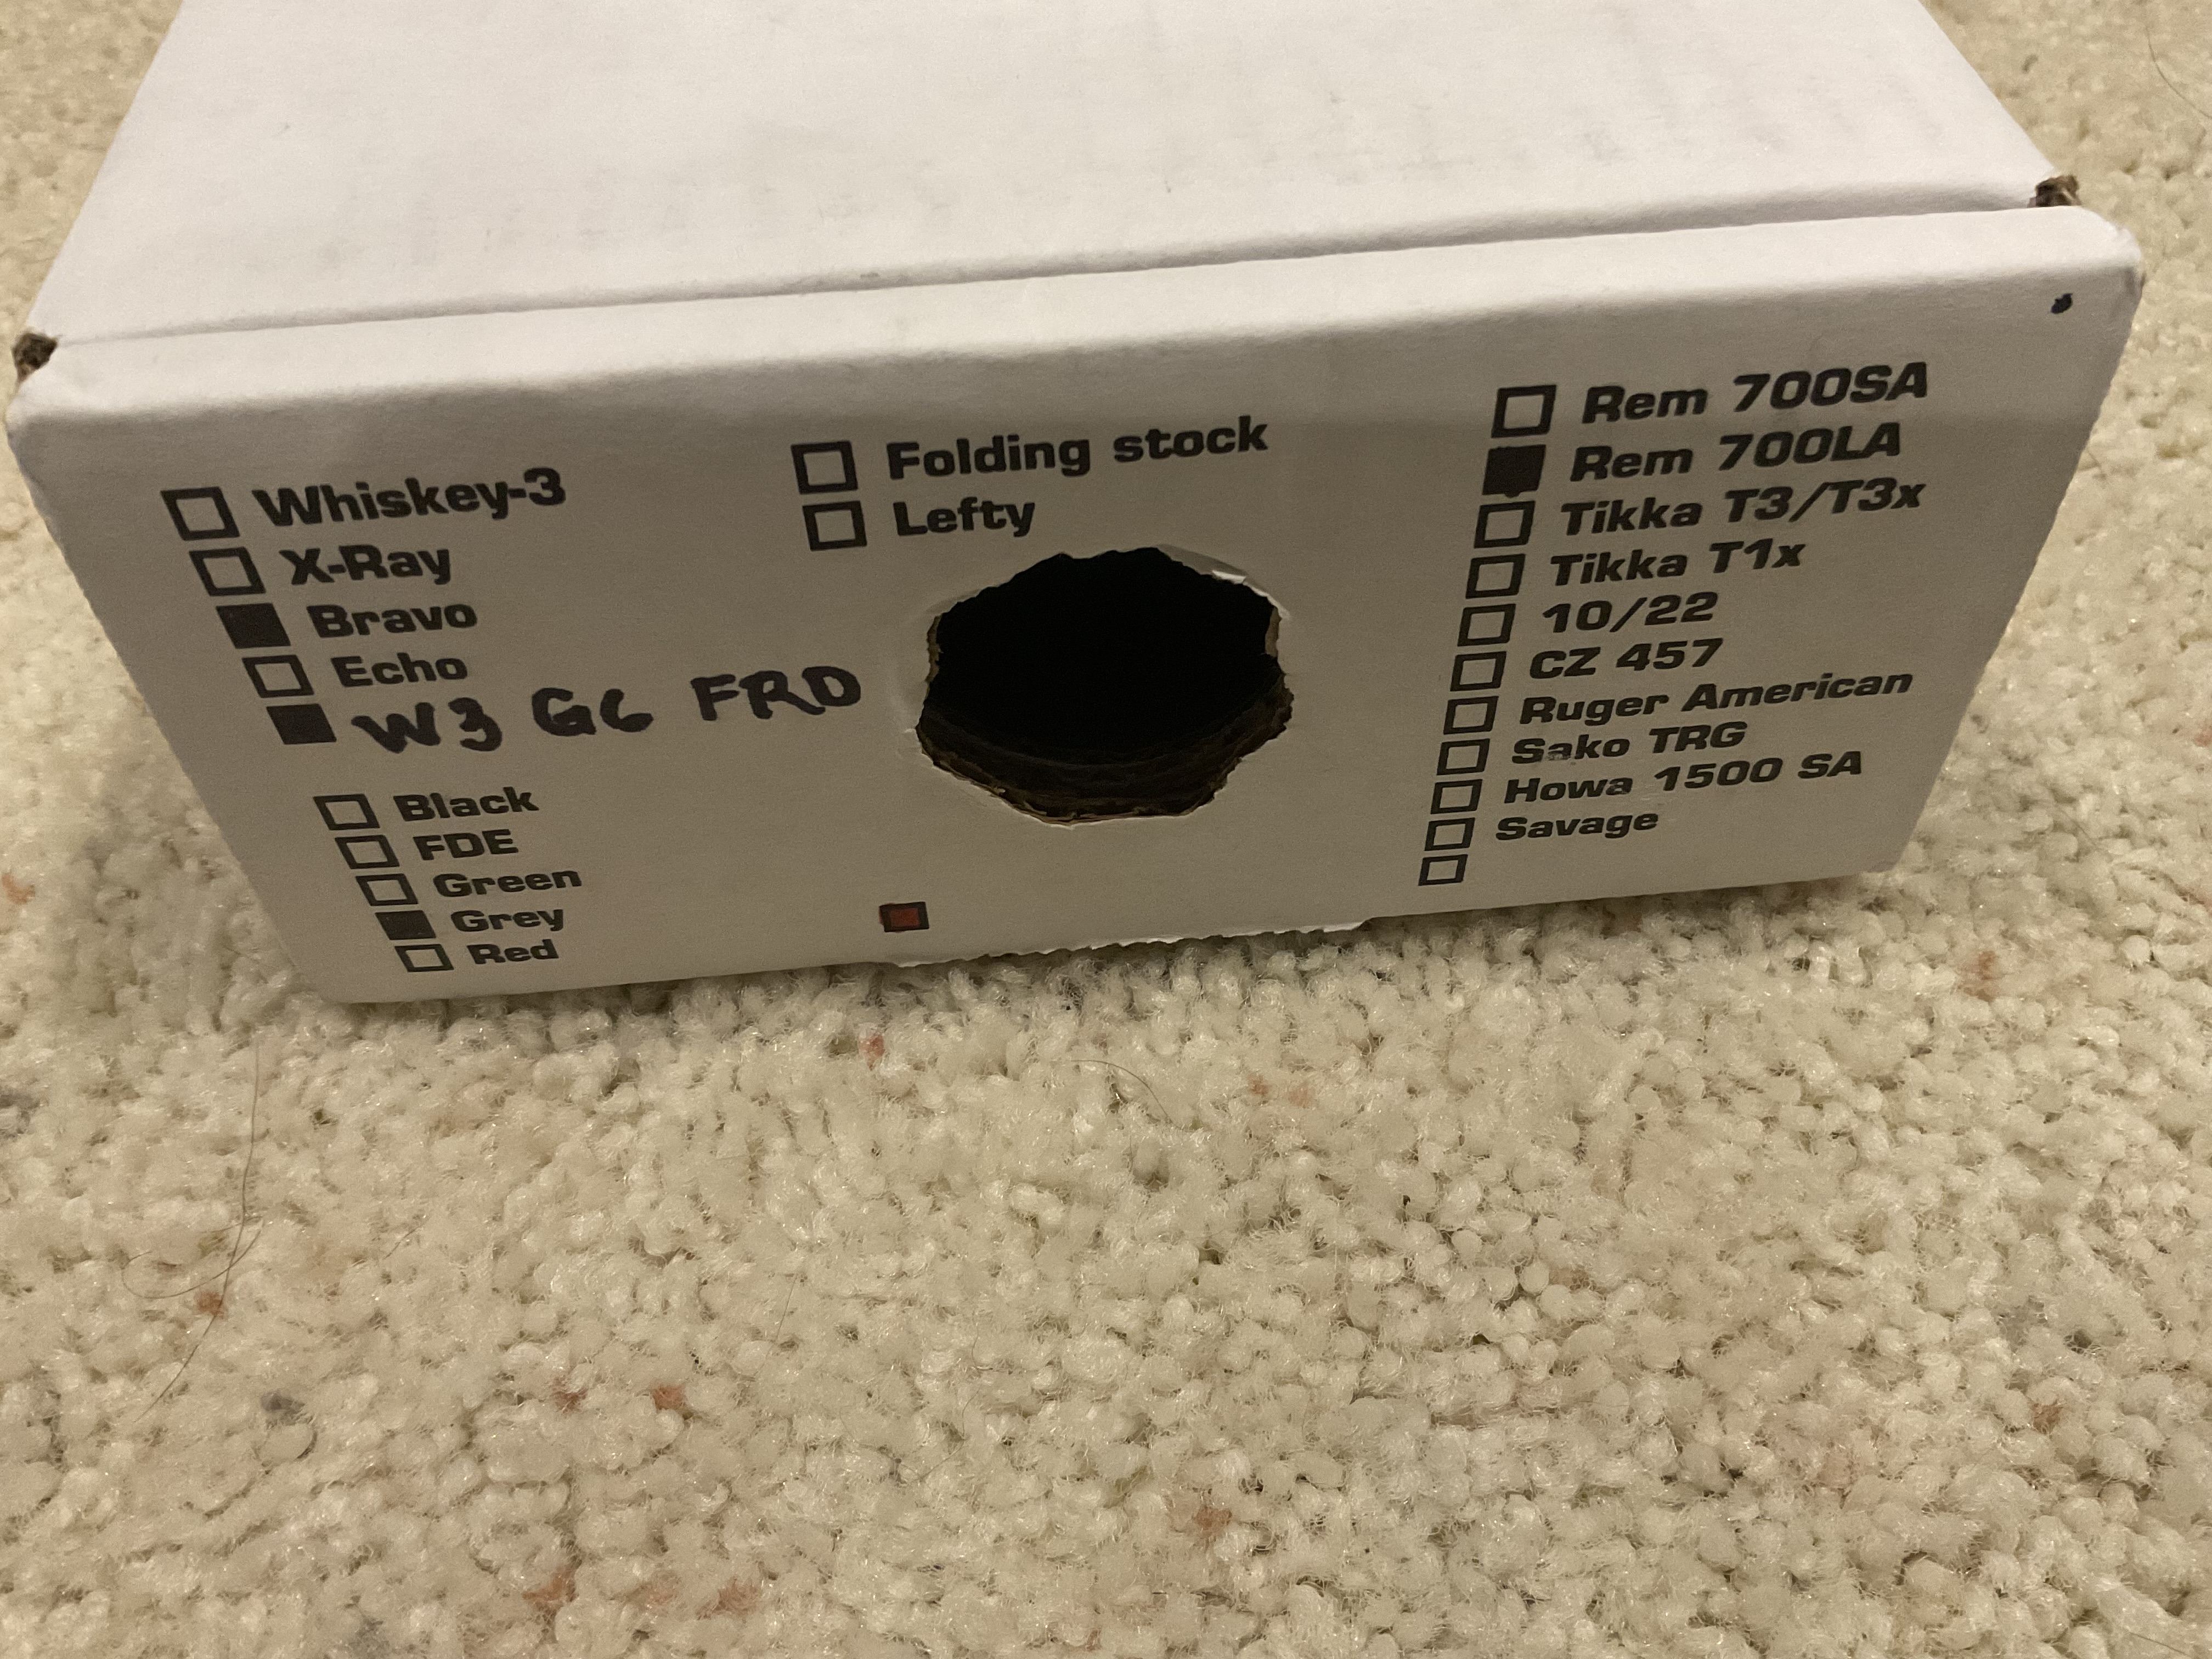 Whiskey-3
X-Ray
Bravo
Echo
W3 G6 FRD
Black
FDE
Green
Grey
Red
Folding stock
Lefty
Rem 700SA
Rem 700LA
Tikka T3/T3x
Tikka T1x
10/22
CZ 457
Ruger American
Sako TRG
Howa 1500 SA
Savage